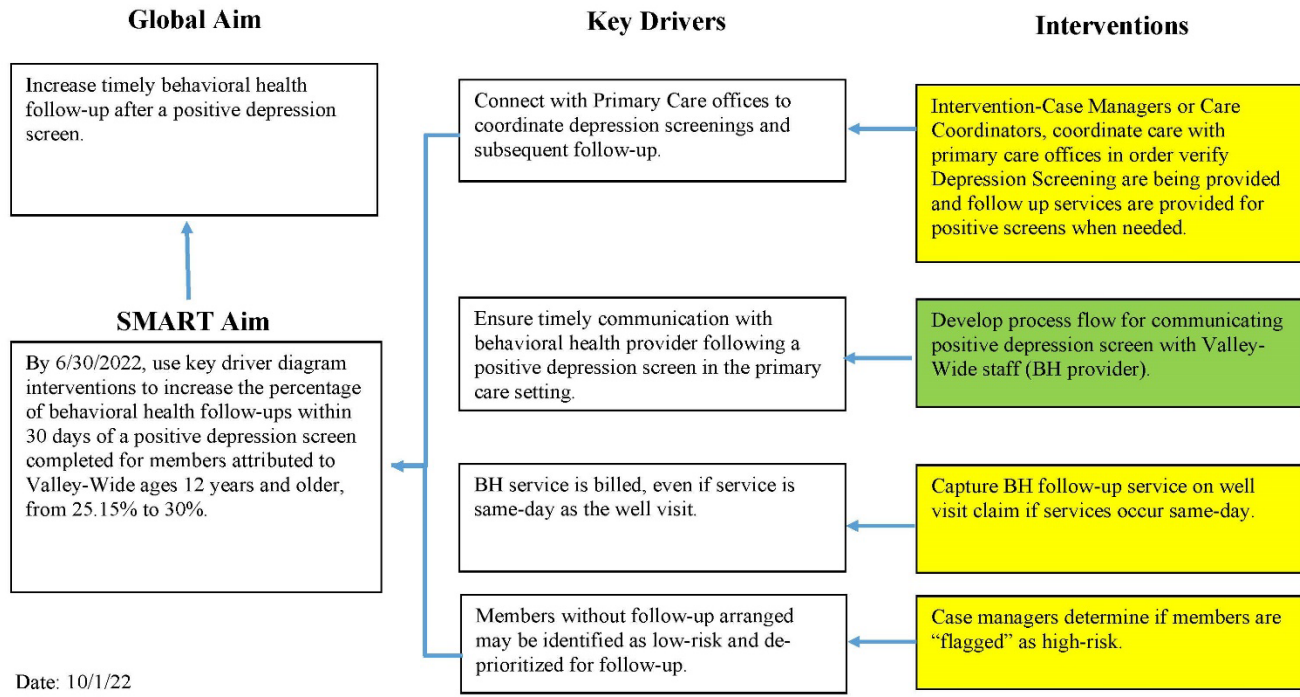 Global Aim
Increase timely behavioral health
follow-up after a positive depression
screen.
SMART Aim
By 6/30/2022, use key driver diagram
interventions to increase the percentage
of behavioral health follow-ups within
30 days of a positive depression screen
completed for members attributed to
Valley-Wide ages 12 years and older,
from 25.15% to 30%.
Key Drivers
Connect with Primary Care offices to
coordinate depression screenings and
subsequent follow-up.
Ensure timely communication with
behavioral health provider following a
positive depression screen in the primary
care setting.
BH service is billed, even if service is
same-day as the well visit.
Members without follow-up arranged
may be identified as low-risk and de-
prioritized for follow-up.
Interventions
Intervention-Case Managers or Care
Coordinators, coordinate care with
primary care offices in order verify
Depression Screening are being provided
and follow up services are provided for
positive screens when needed.
Develop process flow for communicating
positive depression screen with Valley-
Wide staff (BH provider).
Capture BH follow-up service on well
visit claim if services occur same-day.
Case managers determine if members are
“flagged” as high-risk.
Date: 10/1/22